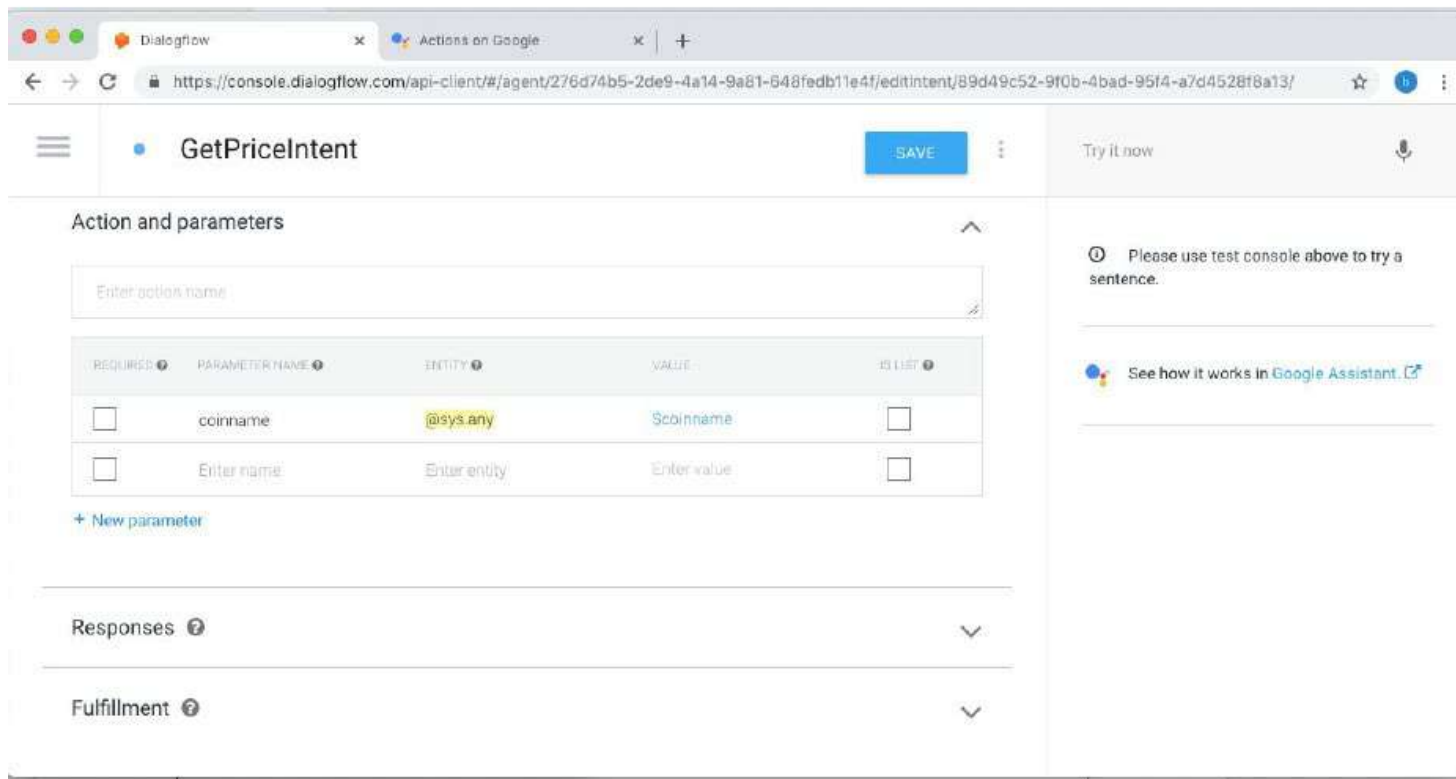 Dialogflow
Actions on Google
https://console.dialogflow.com/api-client/#/agent/276d74b5-2de9-4a14-9a81-648fedb11e4f/editIntent/89d49c52-9f0b-4bad-95f4-a7d4528f8a13/
GetPriceIntent
SAVE
Try it now
Action and parameters
Please use test console above to try a
sentence.
Enter action name
REQUIRED PARAMETER NAME ENTITY VALUE IS LIST
See how it works in Google Assistant.
coinname @sys.any $coinname
Enter name Enter entity Enter value
+ New parameter
Responses
Fulfillment